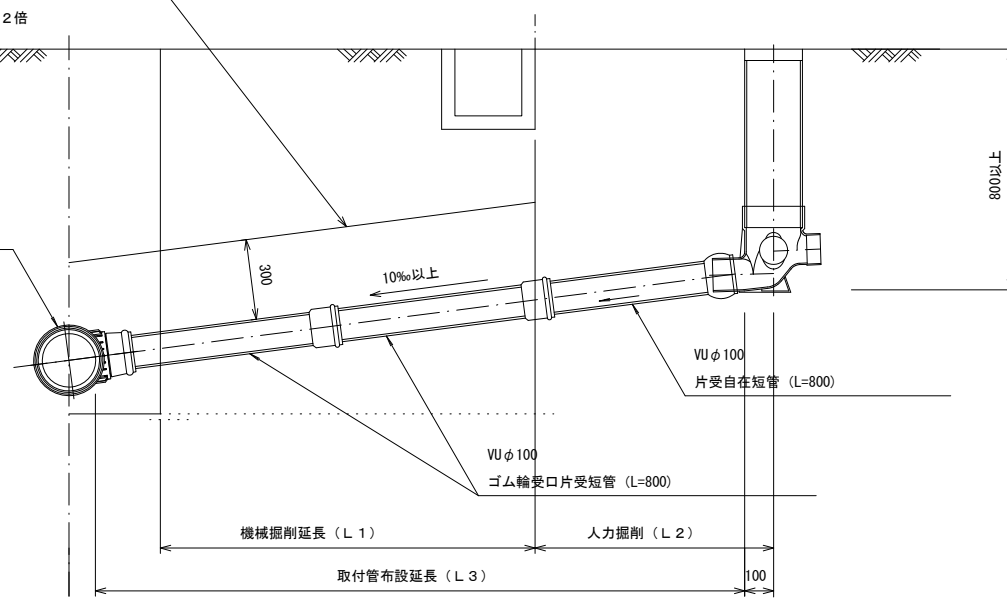 ２倍
800以上
300
10‰以上
VUφ100
片受自在短管 (L=800)
VUφ100
ゴム輪受口片受短管 (L=800)
機械掘削延長（Ｌ１）
人力掘削（Ｌ２）
取付管布設延長（Ｌ３）
100